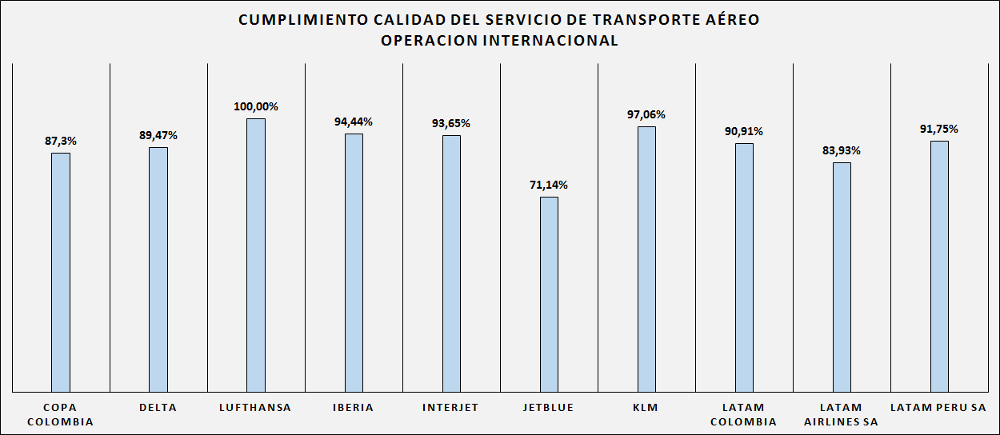 CUMPLIMIENTO CALIDAD DEL SERVICIO DE TRANSPORTE AÉREO
OPERACION INTERNACIONAL
87,3%
89,47%
100,00%
94,44%
93,65%
71,14%
97,06%
90,91%
83,93%
91,75%
COPA
COLOMBIA
DELTA
LUFTHANSA
IBERIA
INTERJET
JETBLUE
KLM
LATAM
COLOMBIA
LATAM
AIRLINES SA
LATAM PERU SA